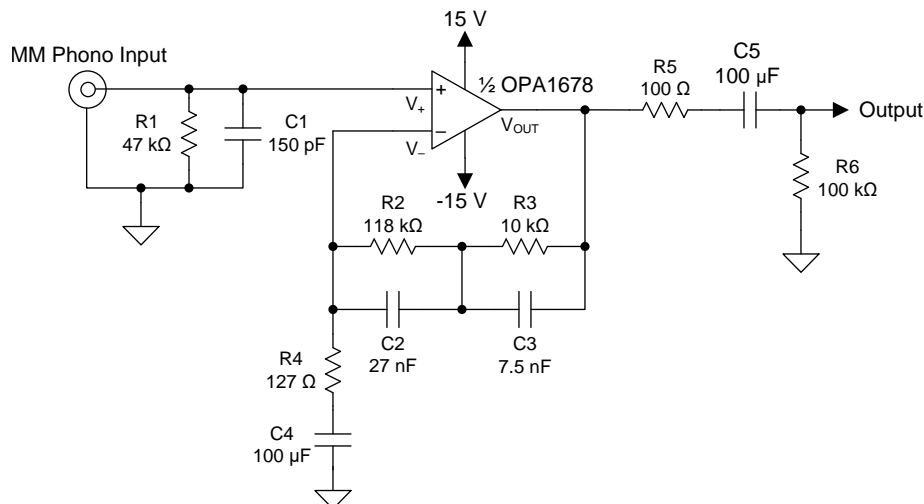 15 V
MM Phono Input
½ OPA1678
C5
100 µF
R5
100 Ω
+
V+
Output
R1
47 kΩ
C1
150 pF
–
V–
VOUT
-15 V
R6
100 kΩ
R2
118 kΩ
R3
10 kΩ
C2
27 nF
C3
7.5 nF
R4
127 Ω
C4
100 µF